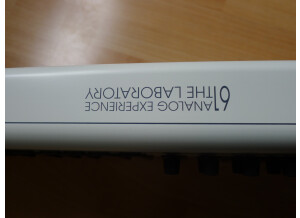 ANALOG EXPERIENCE
THE LABORATORY
61